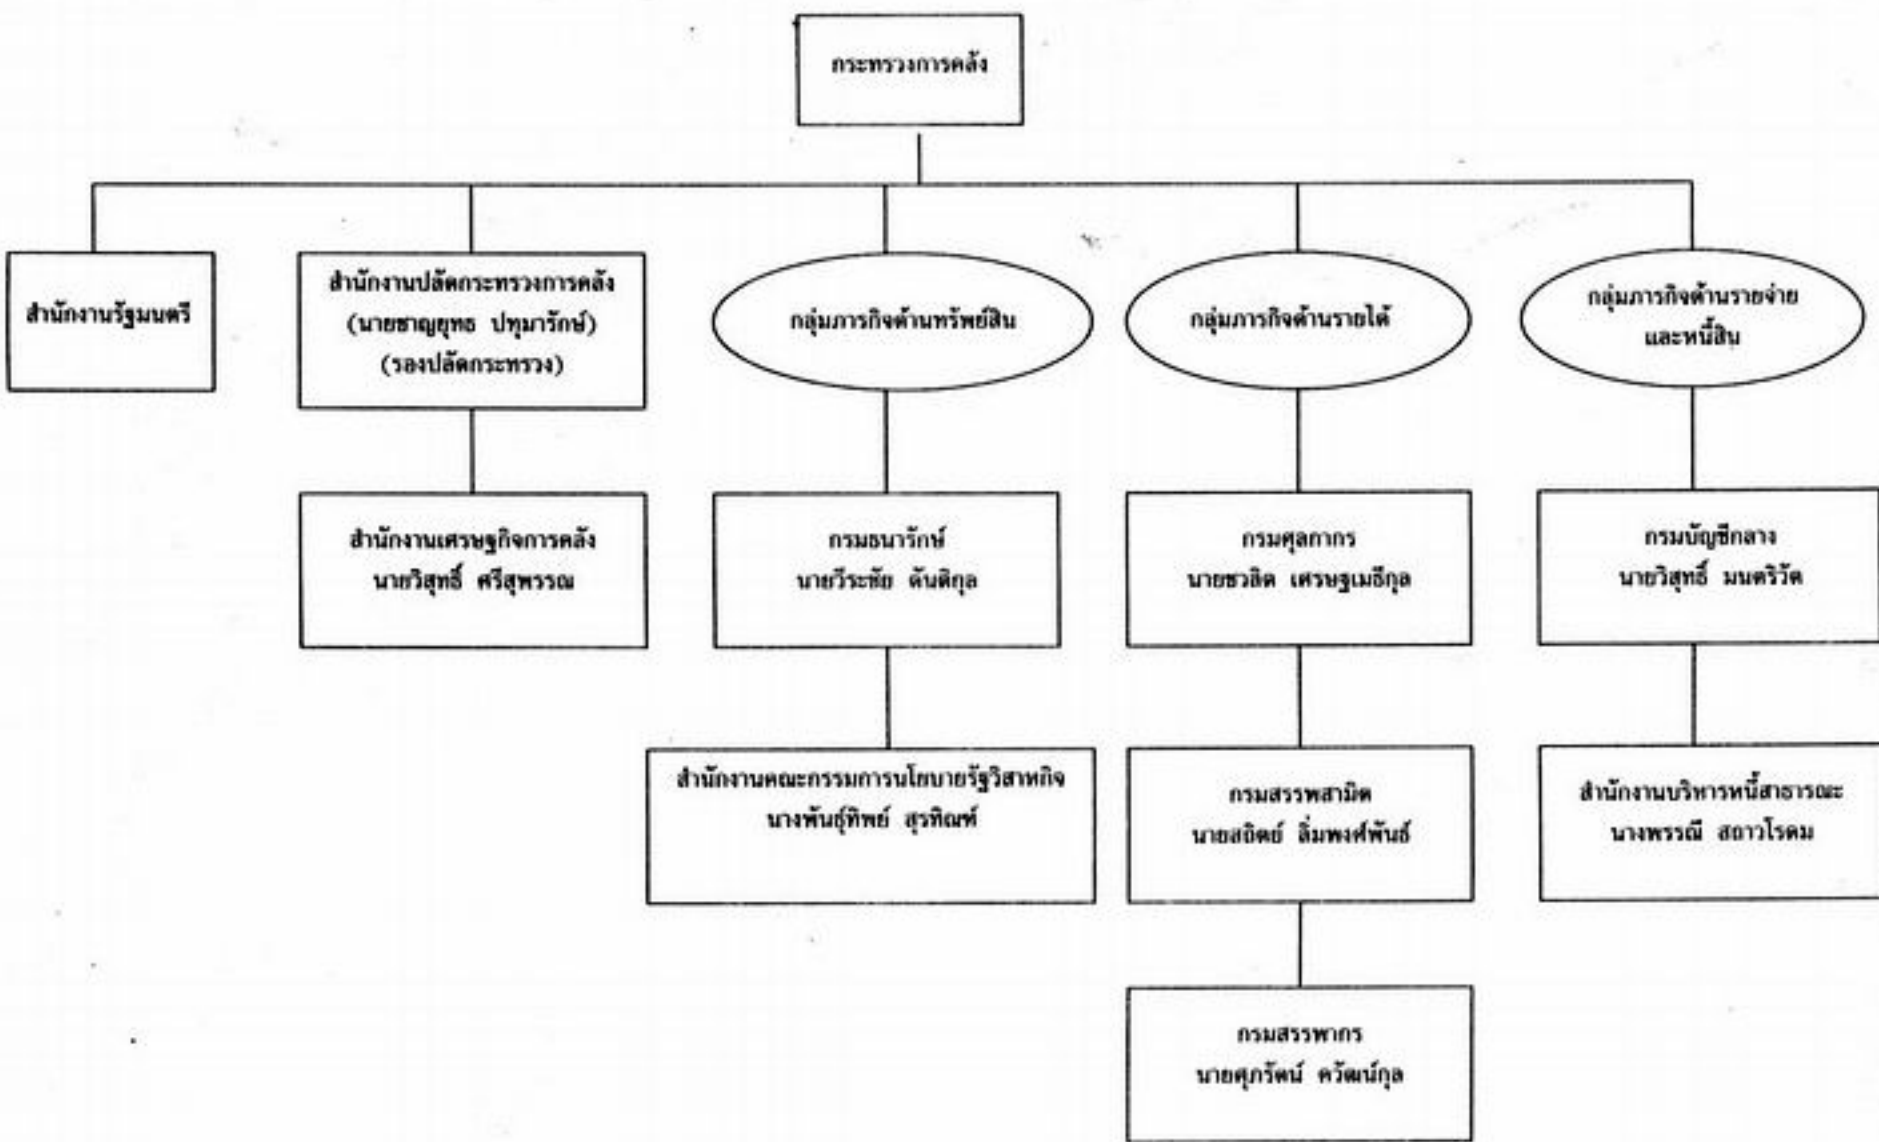 กระทรวงการคลัง
สำนักงานรัฐมนตรี
สำนักงานปลัดกระทรวงการคลัง
(นายชาญยุทธ ปทุมารักษ์)
(รองปลัดกระทรวง)
กลุ่มภารกิจด้านทรัพย์สิน
กลุ่มภารกิจด้านรายได้
กลุ่มภารกิจด้านรายจ่าย
และหนี้สิน
สำนักงานเศรษฐกิจการคลัง
นายวิสุทธิ์ ศรีสุพรรณ
กรมธนารักษ์
นายวีระชัย ตันติกุล
กรมศุลกากร
นายชวลิต เศรษฐเมธีกุล
กรมบัญชีกลาง
นายวิสุทธิ์ มนตริวัต
สำนักงานคณะกรรมการนโยบายรัฐวิสาหกิจ
นางพันธุ์ทิพย์ สุรทิณฑ์
กรมสรรพสามิต
นายสถิตย์ ลิ่มพงศ์พันธ์
สำนักงานบริหารหนี้สาธารณะ
นางพรรณี สถาวโรดม
กรมสรรพากร
นายศุภรัตน์ ควัฒน์กุล